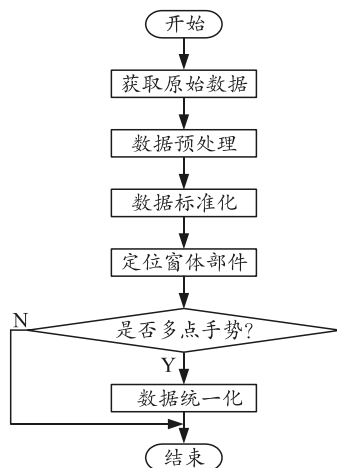 开始
获取原始数据
数据预处理
数据标准化
定位窗体部件
是否多点手势?
N
Y
数据统一化
结束